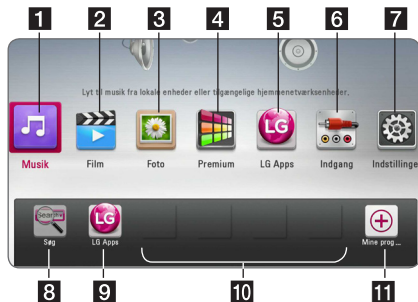 1 2 3 4 5 6 7
Lyt til musik fra lokale enheder eller tilgængelige hjemmenetværksenheder.
LG
Musik Film Foto Premium LG Apps Indgang Indstillinge
Search LG
Søg LG Apps Mine prog...
8 9 10 11